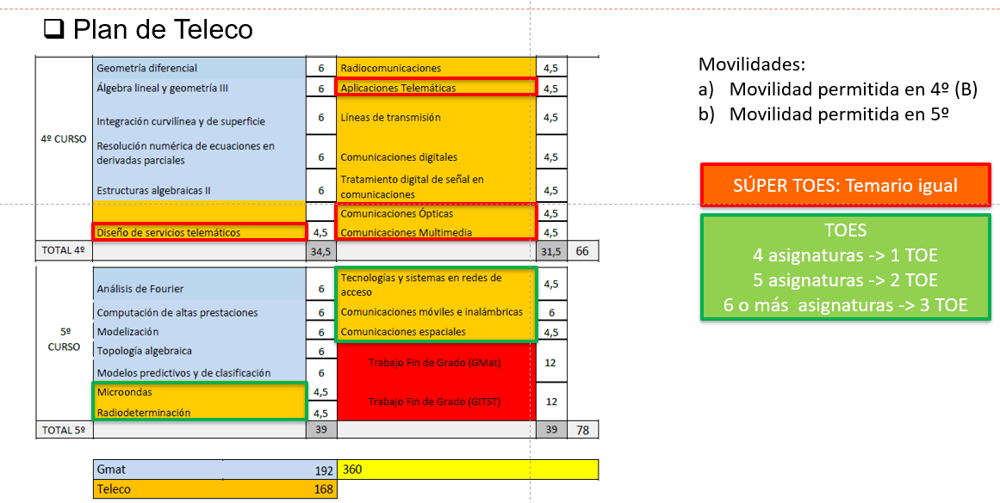 ❑ Plan de Teleco
4º CURSO
Geometría diferencial 6 Radiocomunicaciones 4,5
Álgebra lineal y geometría III 6 Aplicaciones Telemáticas 4,5
Integración curvilínea y de superficie 6 Líneas de transmisión 4,5
Resolución numérica de ecuaciones en
derivadas parciales 6 Comunicaciones digitales 4,5
Estructuras algebraicas II 6 Tratamiento digital de señal en
comunicaciones 4,5
Comunicaciones Ópticas 4,5
Diseño de servicios telemáticos 4,5 Comunicaciones Multimedia 4,5
TOTAL 4º 34,5 31,5 66
5º
CURSO
Análisis de Fourier 6 Tecnologías y sistemas en redes de
acceso 4,5
Computación de altas prestaciones 6 Comunicaciones móviles e inalámbricas 6
Modelización 6 Comunicaciones espaciales 4,5
Topología algebraica 6
Modelos predictivos y de clasificación 6 Trabajo Fin de Grado (GMat) 12
Microondas 4,5
Radiodeterminación 4,5 Trabajo Fin de Grado (GITST) 12
TOTAL 5º 39 39 78
Gmat 192 360
Teleco 168
Movilidades:
a) Movilidad permitida en 4º (B)
b) Movilidad permitida en 5º
SÚPER TOES: Temario igual
TOES
4 asignaturas -> 1 TOE
5 asignaturas -> 2 TOE
6 o más asignaturas -> 3 TOE